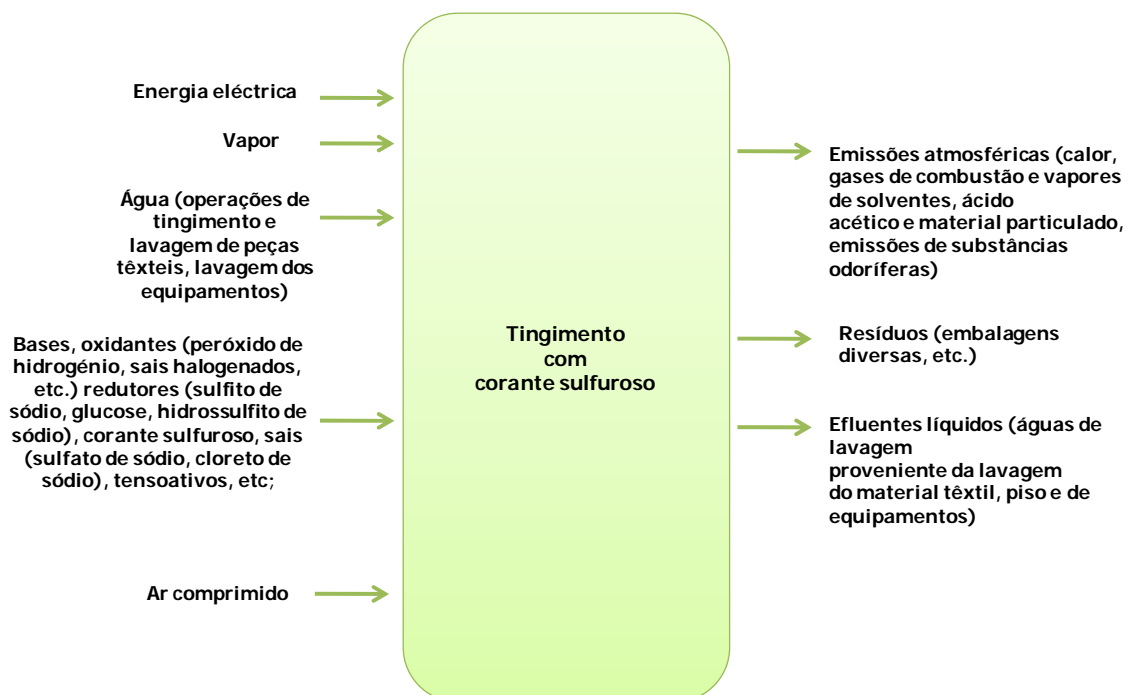 Energia eléctrica
Vapor
Água (operações de
tingimento e
lavagem de peças
têxteis, lavagem dos
equipamentos)
Bases, oxidantes (peróxido de
hidrogénio, sais halogenados,
etc.) redutores (sulfito de
sódio, glucose, hidrossulfito de
sódio), corante sulfuroso, sais
(sulfato de sódio, cloreto de
sódio), tensoativos, etc;
Ar comprimido
Tingimento
com
corante sulfuroso
Emissões atmosféricas (calor,
gases de combustão e vapores
de solventes, ácido
acético e material particulado,
emissões de substâncias
odoríferas)
Resíduos (embalagens
diversas, etc.)
Efluentes líquidos (águas de
lavagem
proveniente da lavagem
do material têxtil, piso e de
equipamentos)